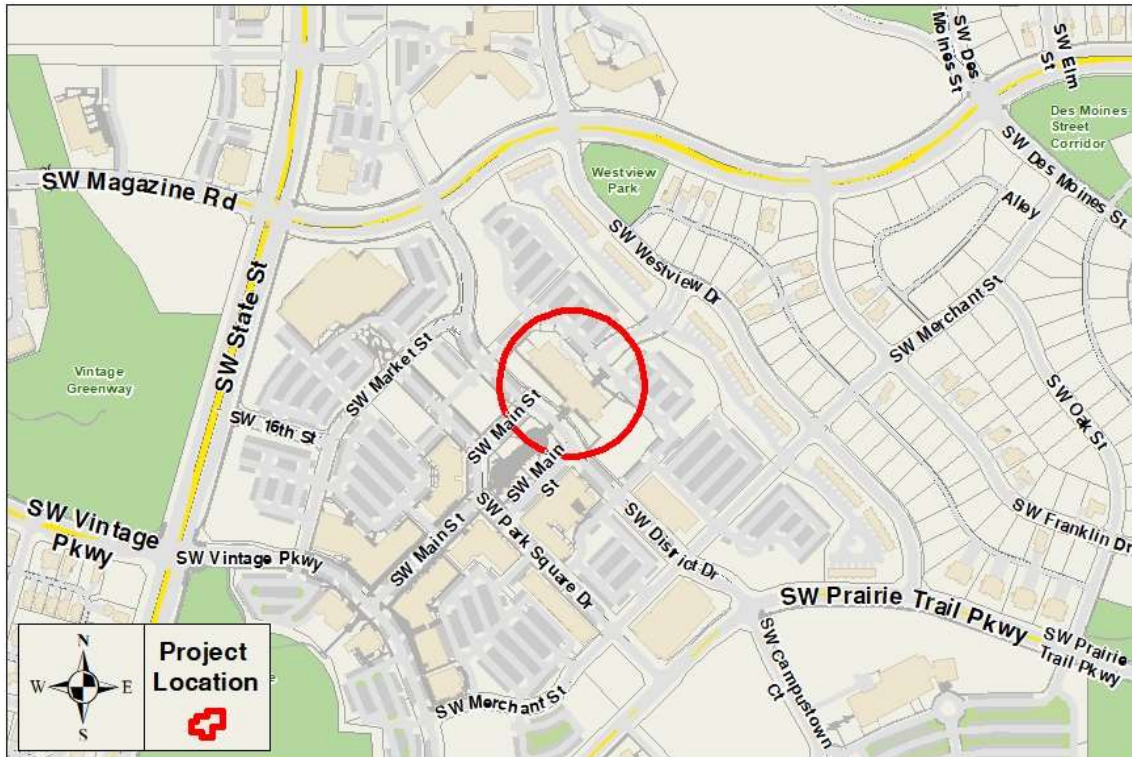 SW Des
Moines St
SW Elm
St
Des Moines
Street
Corridor
SW Magazine Rd
Westview
Park
SW Des Moines St
Alley
SW Westview Dr
SW State St
SW Merchant St
Vintage
Greenway
SW Market St
SW Main St
SW Oak St
SW 16th St
SW Main
St
SW Vintage
Pkwy
SW Vintage Pkwy
SW Main St
SW Park Square Dr
SW District Dr
SW Franklin Dr
SW Prairie Trail Pkwy
SW Prairie
Trail Pkwy
SW Campustown
Ct
SW Merchant St
N
W
E
S
Project
Location